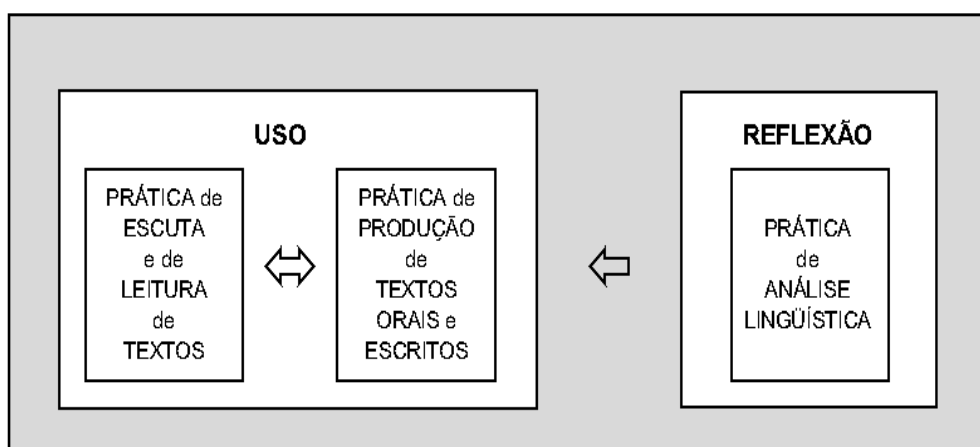 USO
PRÁTICA de
ESCUTA
e de
LEITURA
de
TEXTOS
PRÁTICA de
PRODUÇÃO
de
TEXTOS
ORAIS e
ESCRITOS
REFLEXÃO
PRÁTICA
de
ANÁLISE
LINGÜÍSTICA